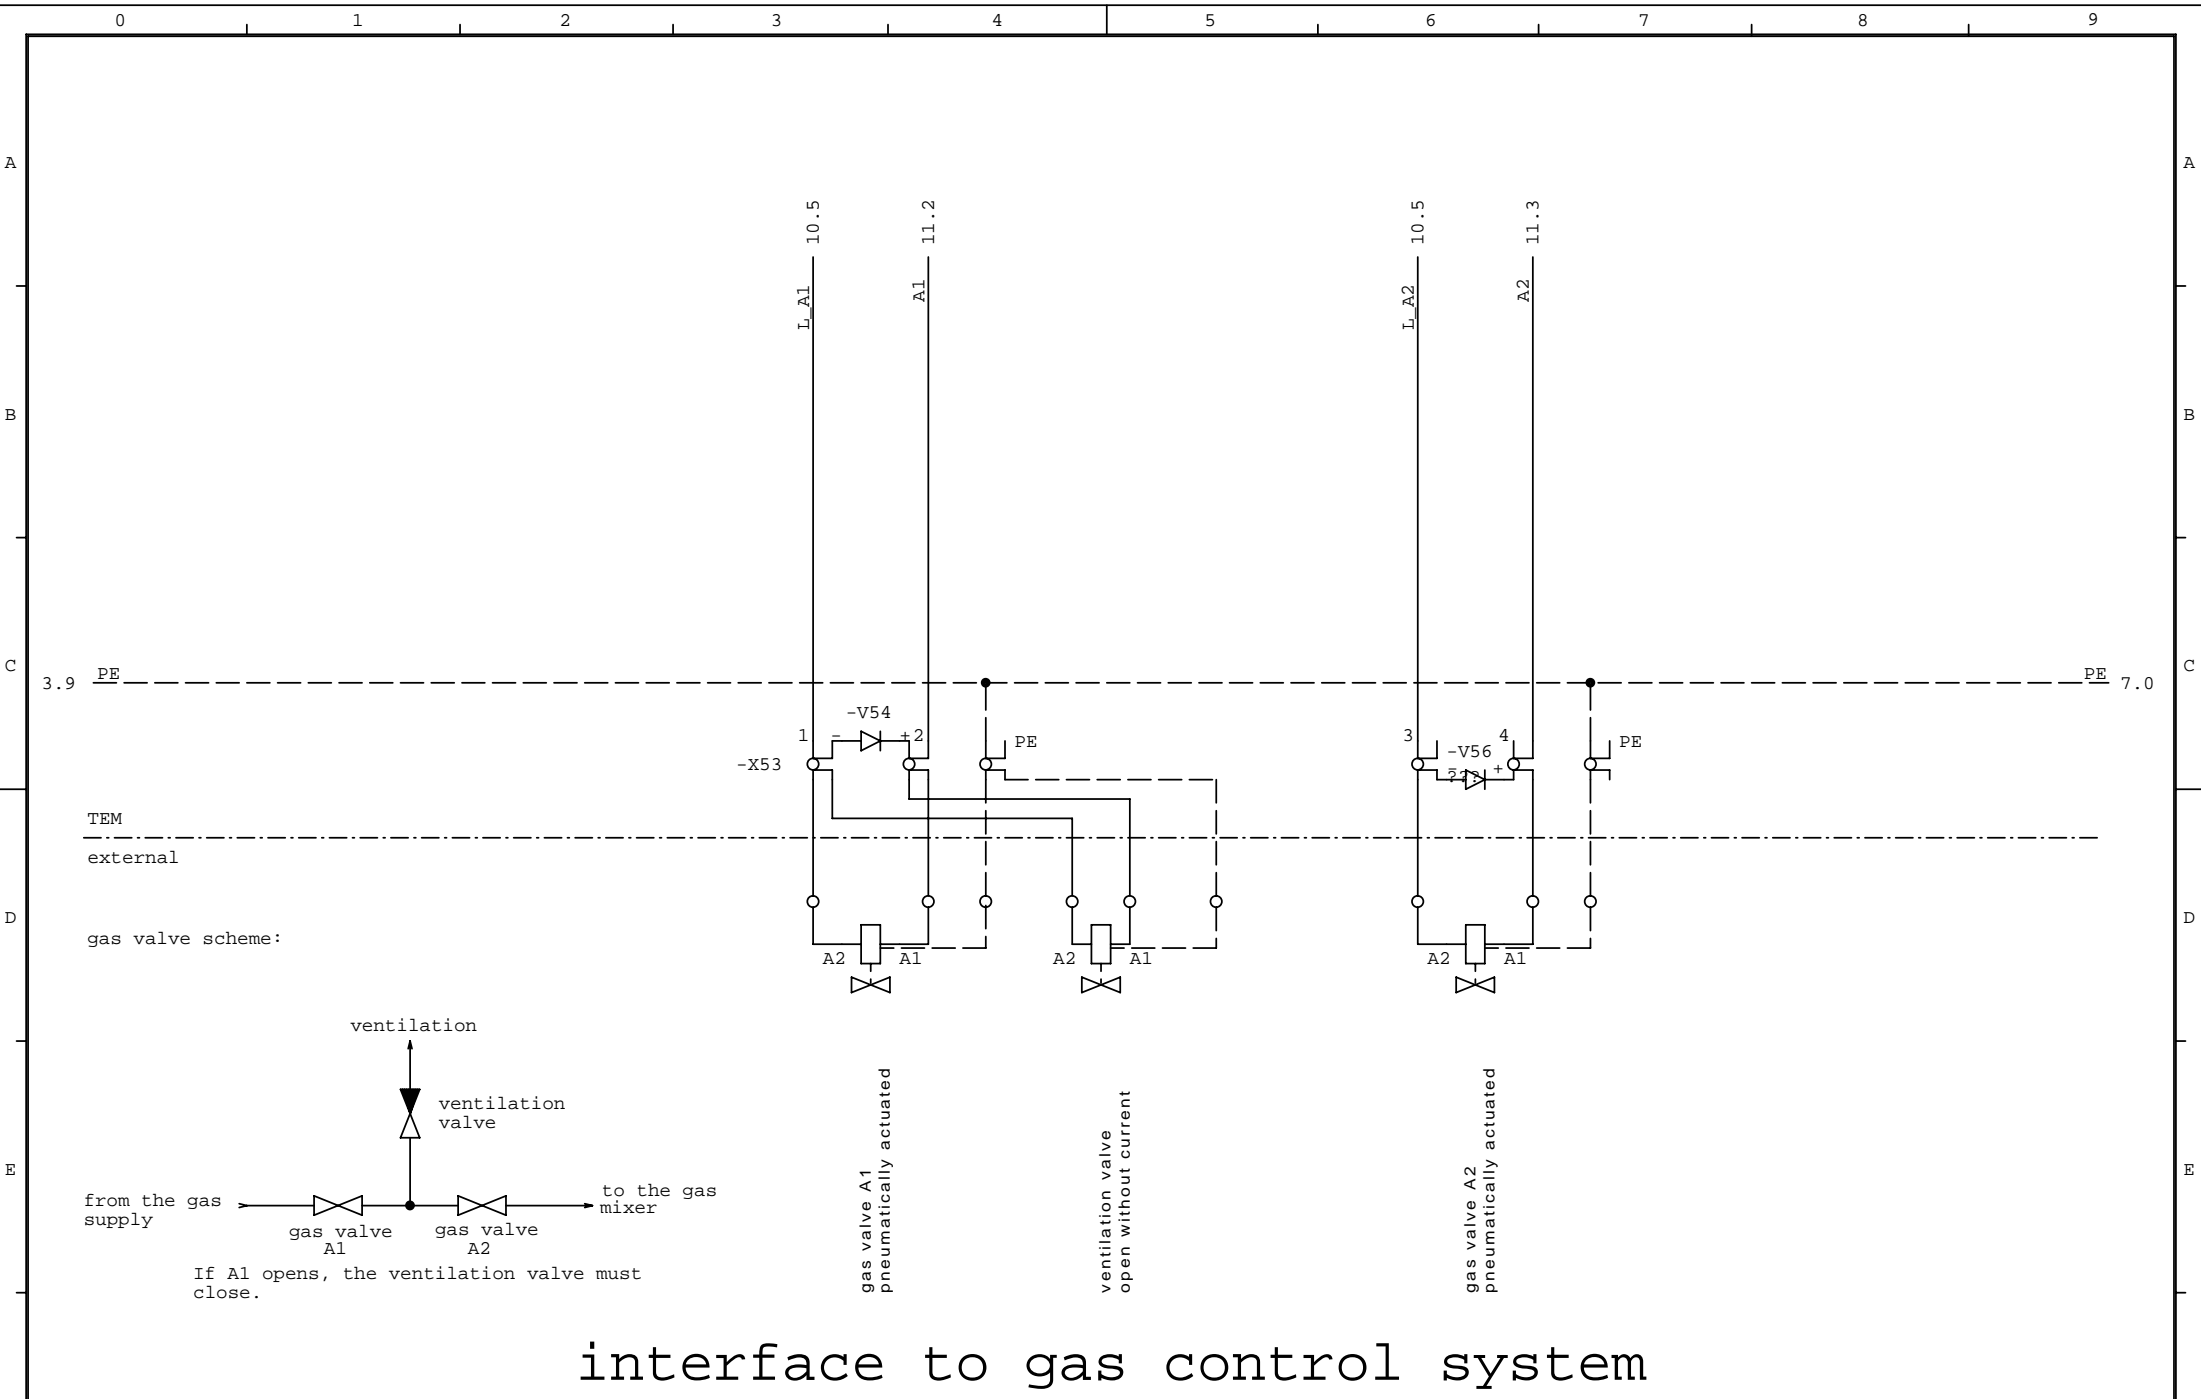 0 1 2 3 4 5 6 7 8 9
A A
10.5 11.2 10.5 11.3
L_A1 A1 L_A2 A2
B B
C C
3.9 PE PE 7.0
-V54
1 - +2 PE 3 4 PE
-V56
-X53
- ??? +
TEM
external
D D
gas valve scheme:
A2 A1 A2 A1 A2 A1
ventilation
ventilation
valve
E E
from the gas
supply
to the gas
mixer
gas valve
A1
gas valve
A2
If A1 opens, the ventilation valve must
close.
gas valve A1
pneumatically actuated
ventilation valve
open without current
gas valve A2
pneumatically actuated
interface to gas control system